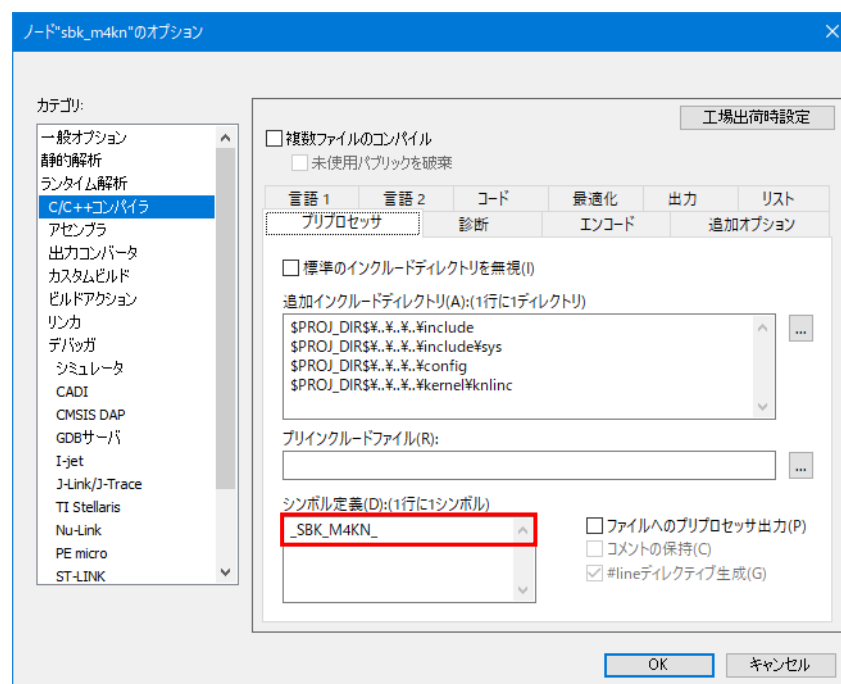 ノード"sbk_m4kn"のオプション
カテゴリ:
一般オプション
静的解析
ランタイム解析
C/C++コンパイラ
アセンブラ
出力コンバータ
カスタムビルド
ビルドアクション
リンカ
デバッガ
シミュレータ
CADI
CMSIS DAP
GDBサーバ
I-jet
J-Link/J-Trace
TI Stellaris
Nu-Link
PE micro
ST-LINK
工場出荷時設定
複数ファイルのコンパイル
未使用パブリックを破棄
言語 1 言語 2 コード 最適化 出力 リスト
プリプロセッサ 診断 エンコード 追加オプション
標準のインクルードディレクトリを無視(I)
追加インクルードディレクトリ(A):(1行に1ディレクトリ)
$PROJ_DIR$¥..¥..¥..¥include
$PROJ_DIR$¥..¥..¥..¥include¥sys
$PROJ_DIR$¥..¥..¥..¥config
$PROJ_DIR$¥..¥..¥..¥kernel¥knlinc
...
プリインクルードファイル(R):
...
シンボル定義(D):(1行に1シンボル)
_SBK_M4KN_
ファイルへのプリプロセッサ出力(P)
コメントの保持(C)
#lineディレクティブ生成(G)
OK キャンセル